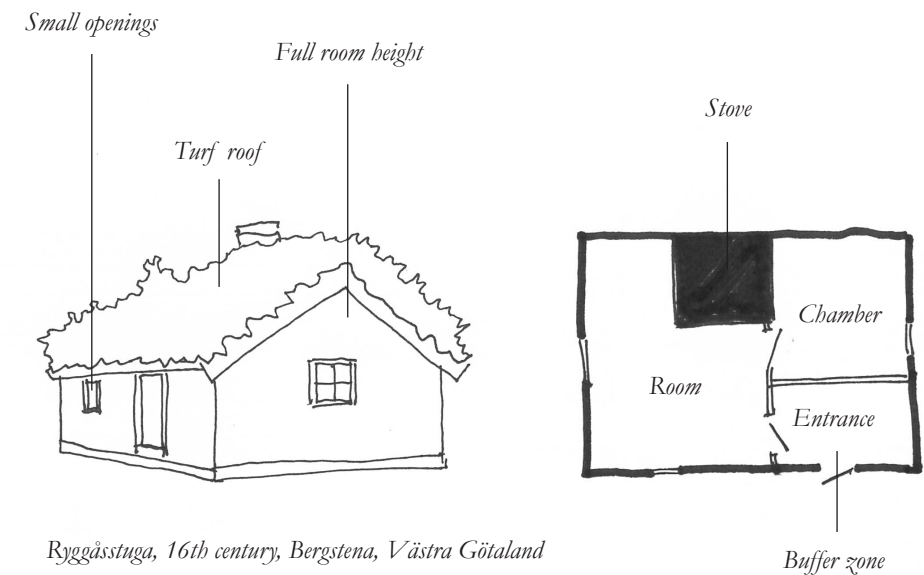 Small openings
Full room height
Turf roof
Stove
Chamber
Room
Entrance
Ryggåsstuga, 16th century, Bergstena, Västra Götaland
Buffer zone